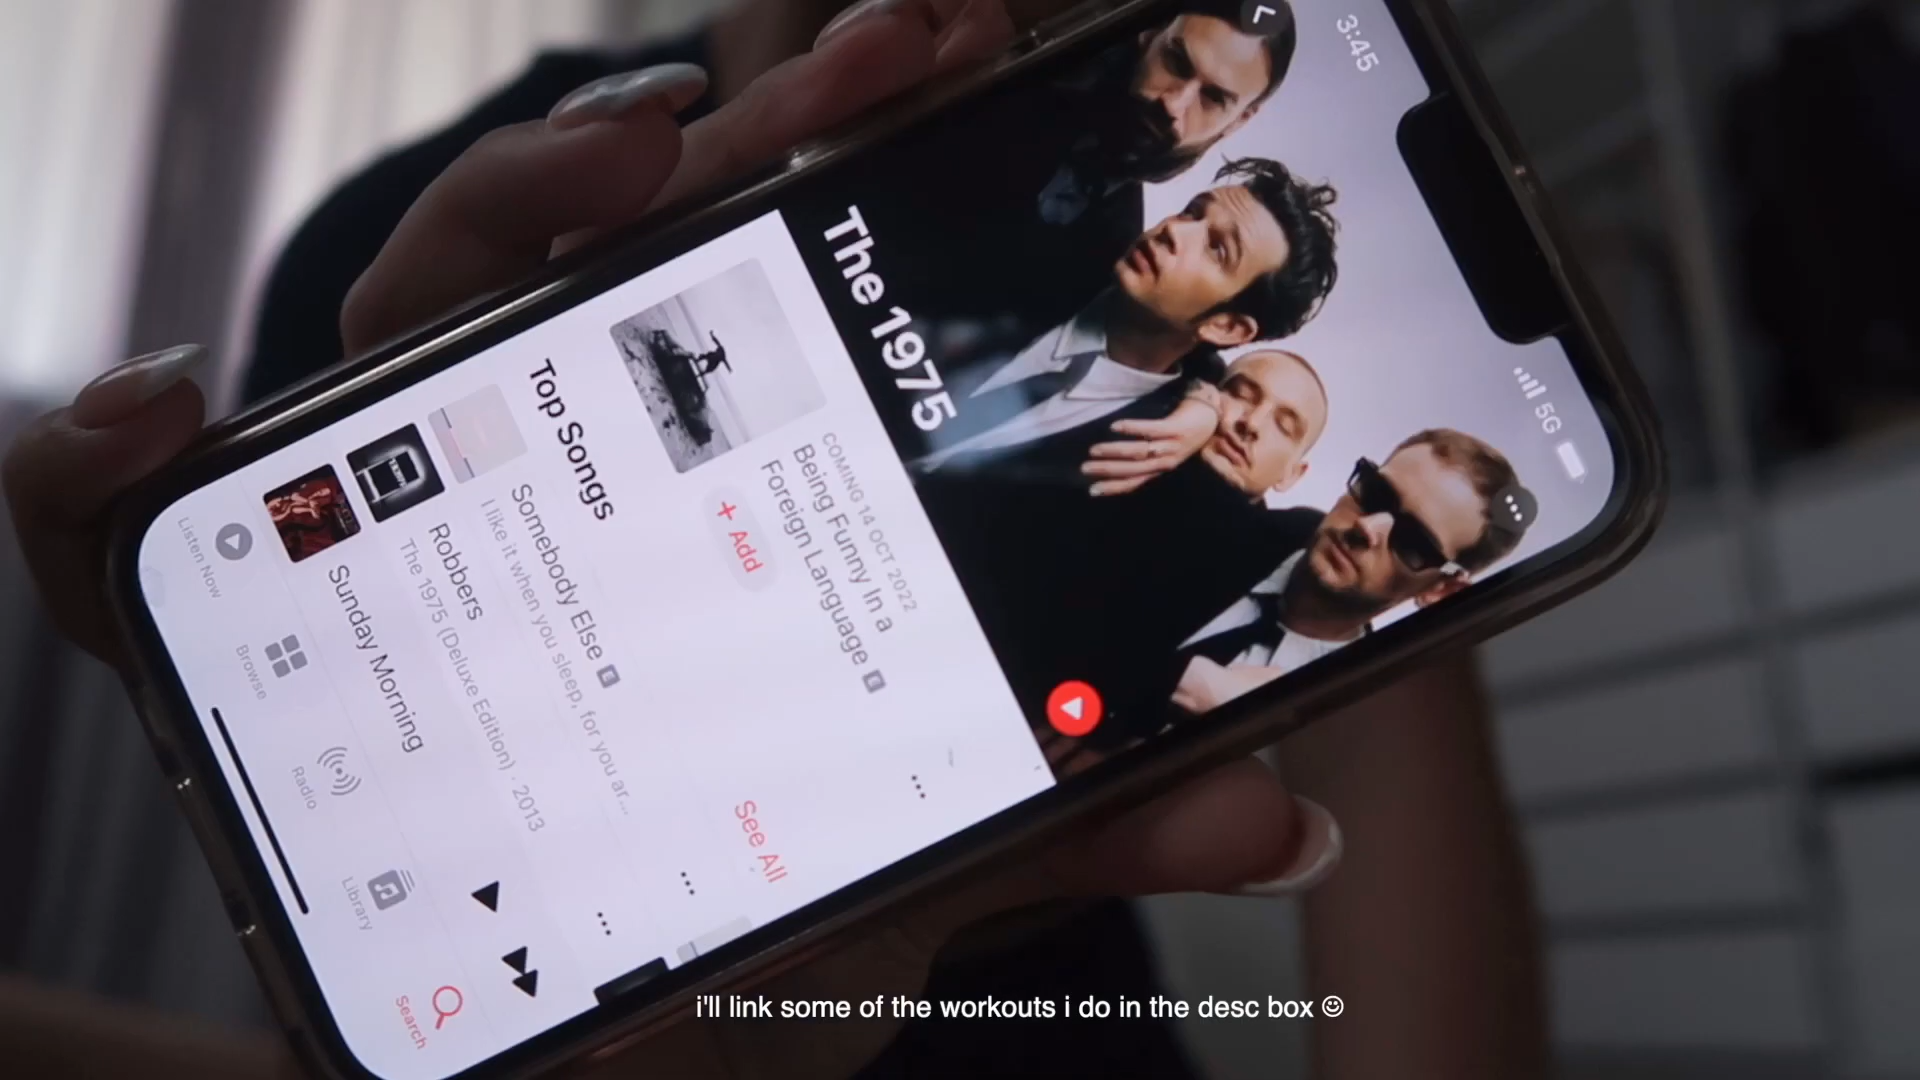 3:45
5G
The 1975
COMING 14 OCT 2022
Being Funny In a
Foreign Language E
+ Add
Top Songs
See All
Somebody Else E
I like it when you sleep, for you ar...
Robbers
The 1975 (Deluxe Edition) · 2013
Sunday Morning
Listen Now
Browse
Radio
Library
Search
i'll link some of the workouts i do in the desc box ☺